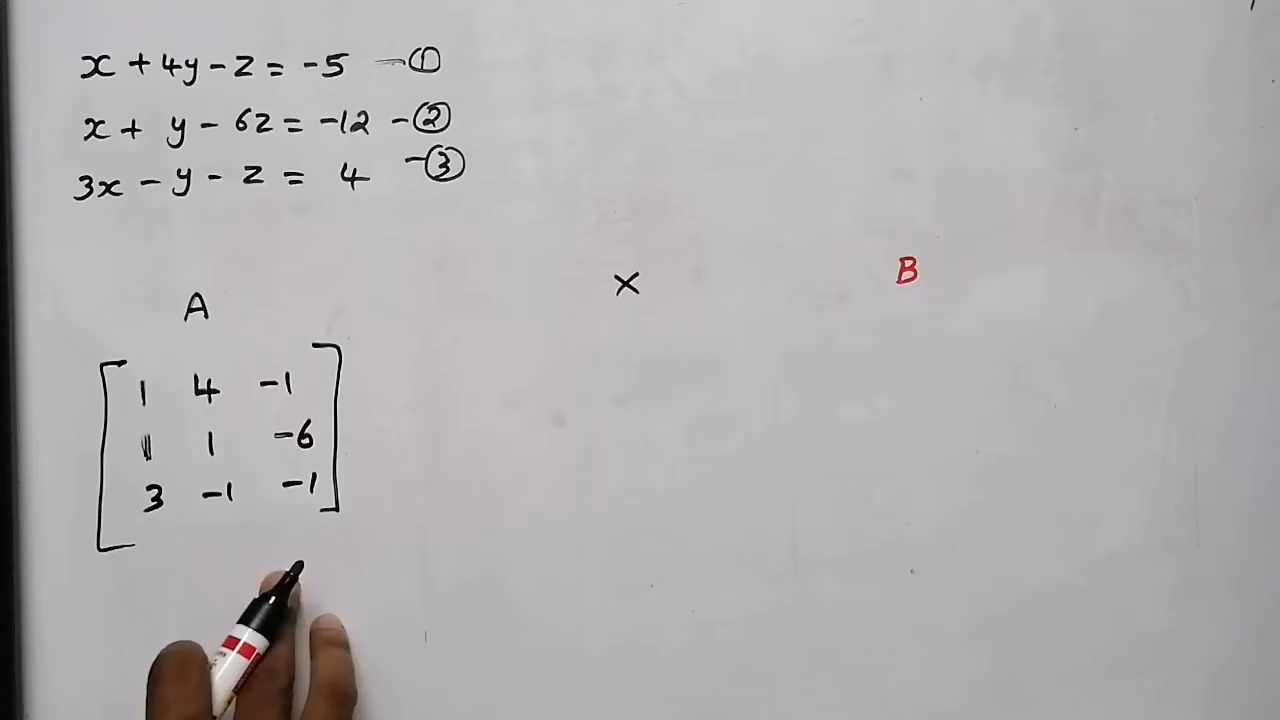 x + 4y - z = -5 -①
x + y - 6z = -12 -②
3x - y - z = 4 -③
A X B
1 4 -1
1 1 -6
3 -1 -1